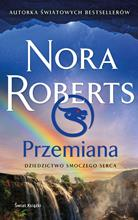 AUTORKA ŚWIATOWYCH BESTSELLERÓW
NORA
ROBERTS
Przemiana
DZIEDZICTWO SMOCZEGO SERCA
Świat Książki